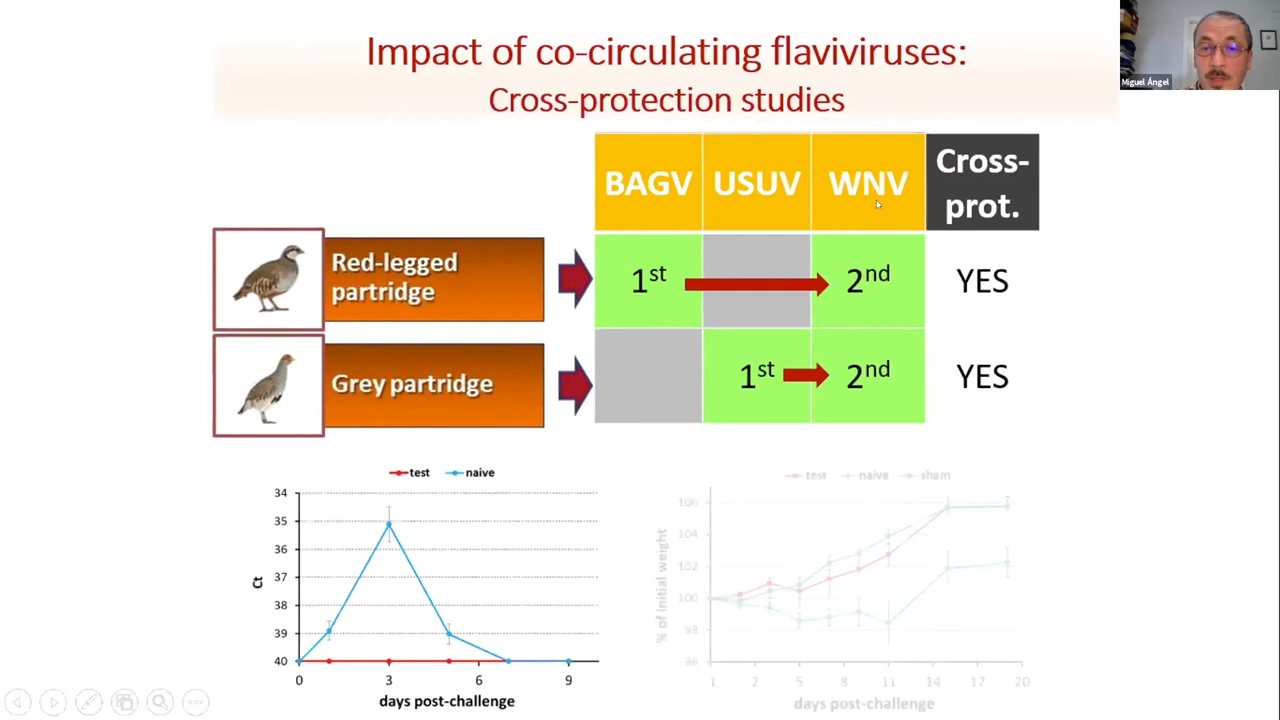 Impact of co-circulating flaviviruses:
Cross-protection studies
Miguel Ángel
BAGV USUV WNV Cross-
prot.
Red-legged
partridge
1st 2nd YES
Grey partridge
1st 2nd YES
test naive
34
35
36
37
38
39
40
Ct
0 3 6 9
days post-challenge
test naive sham
106
104
102
100
98
96
% of initial weight
1 2 5 8 11 14 17 20
days post-challenge